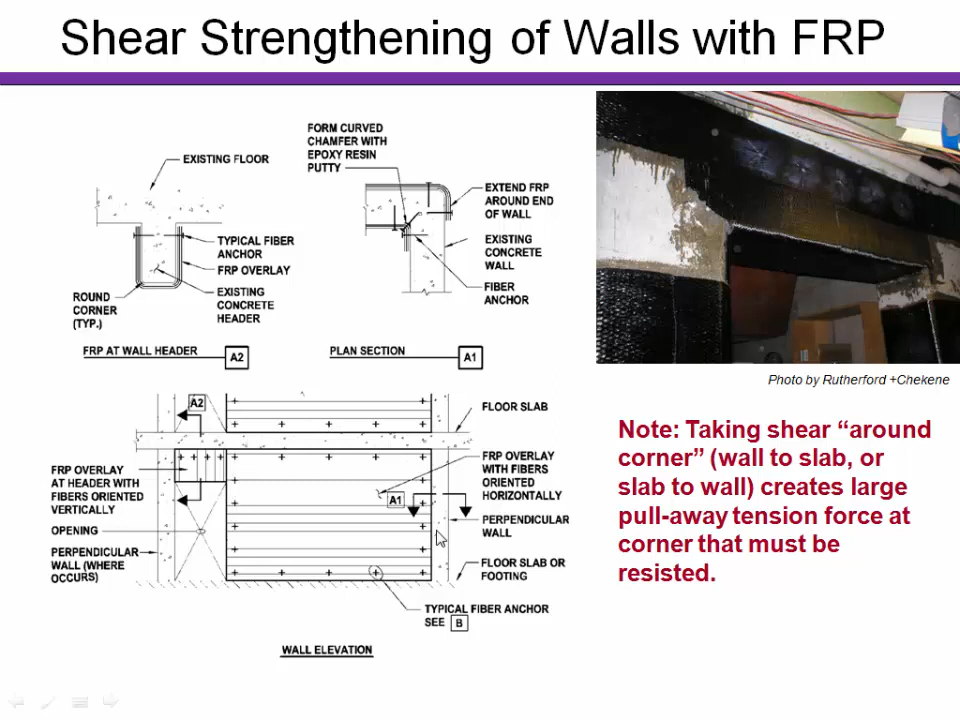 Shear Strengthening of Walls with FRP
FORM CURVED
CHAMFER WITH
EPOXY RESIN
PUTTY
EXISTING FLOOR
TYPICAL FIBER
ANCHOR
FRP OVERLAY
EXISTING
CONCRETE
HEADER
ROUND
CORNER
(TYP.)
EXTEND FRP
AROUND END
OF WALL
EXISTING
CONCRETE
WALL
FIBER
ANCHOR
FRP AT WALL HEADER
A2
PLAN SECTION
A1
Photo by Rutherford +Chekene
A2
FLOOR SLAB
FRP OVERLAY
AT HEADER WITH
FIBERS ORIENTED
VERTICALLY
OPENING
PERPENDICULAR
WALL (WHERE
OCCURS)
FRP OVERLAY
WITH FIBERS
ORIENTED
HORIZONTALLY
A1
PERPENDICULAR
WALL
FLOOR SLAB OR
FOOTING
TYPICAL FIBER ANCHOR
SEE B
WALL ELEVATION
Note: Taking shear “around
corner” (wall to slab, or
slab to wall) creates large
pull-away tension force at
corner that must be
resisted.